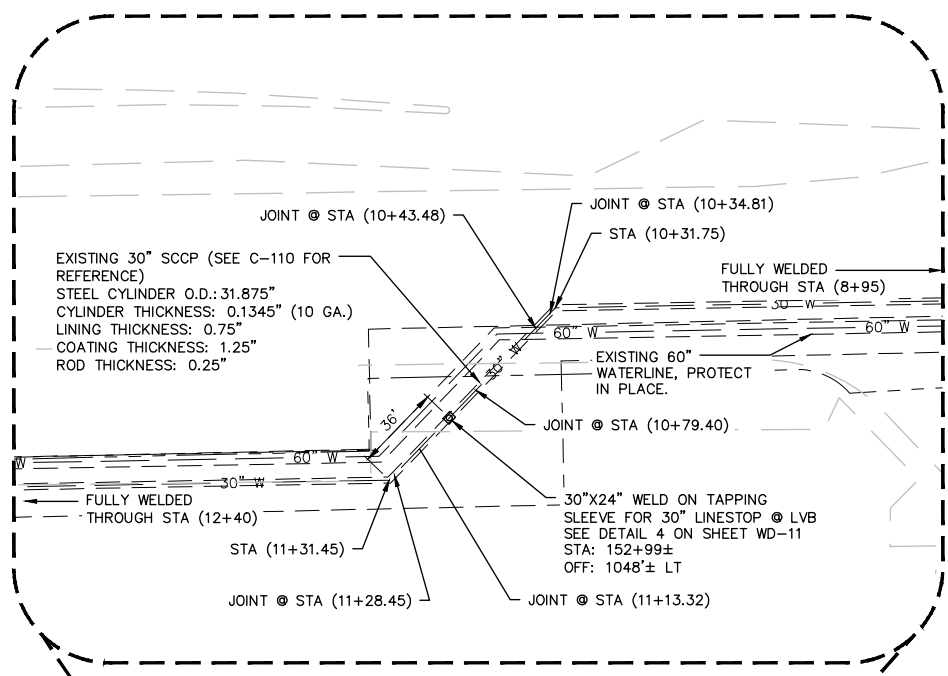 JOINT @ STA (10+43.48)
JOINT @ STA (10+34.81)
STA (10+31.75)
EXISTING 30" SCCP (SEE C-110 FOR
REFERENCE)
STEEL CYLINDER O.D.: 31.875"
CYLINDER THICKNESS: 0.1345" (10 GA.)
LINING THICKNESS: 0.75"
COATING THICKNESS: 1.25"
ROD THICKNESS: 0.25"
FULLY WELDED
THROUGH STA (8+95)
30" W
60" W
60" W
30" W
EXISTING 60"
WATERLINE, PROTECT
IN PLACE.
36'
JOINT @ STA (10+79.40)
W
60" W
30" W
FULLY WELDED
THROUGH STA (12+40)
30"X24" WELD ON TAPPING
SLEEVE FOR 30" LINESTOP @ LVB
SEE DETAIL 4 ON SHEET WD-11
STA: 152+99±
OFF: 1048'± LT
STA (11+31.45)
JOINT @ STA (11+28.45)
JOINT @ STA (11+13.32)